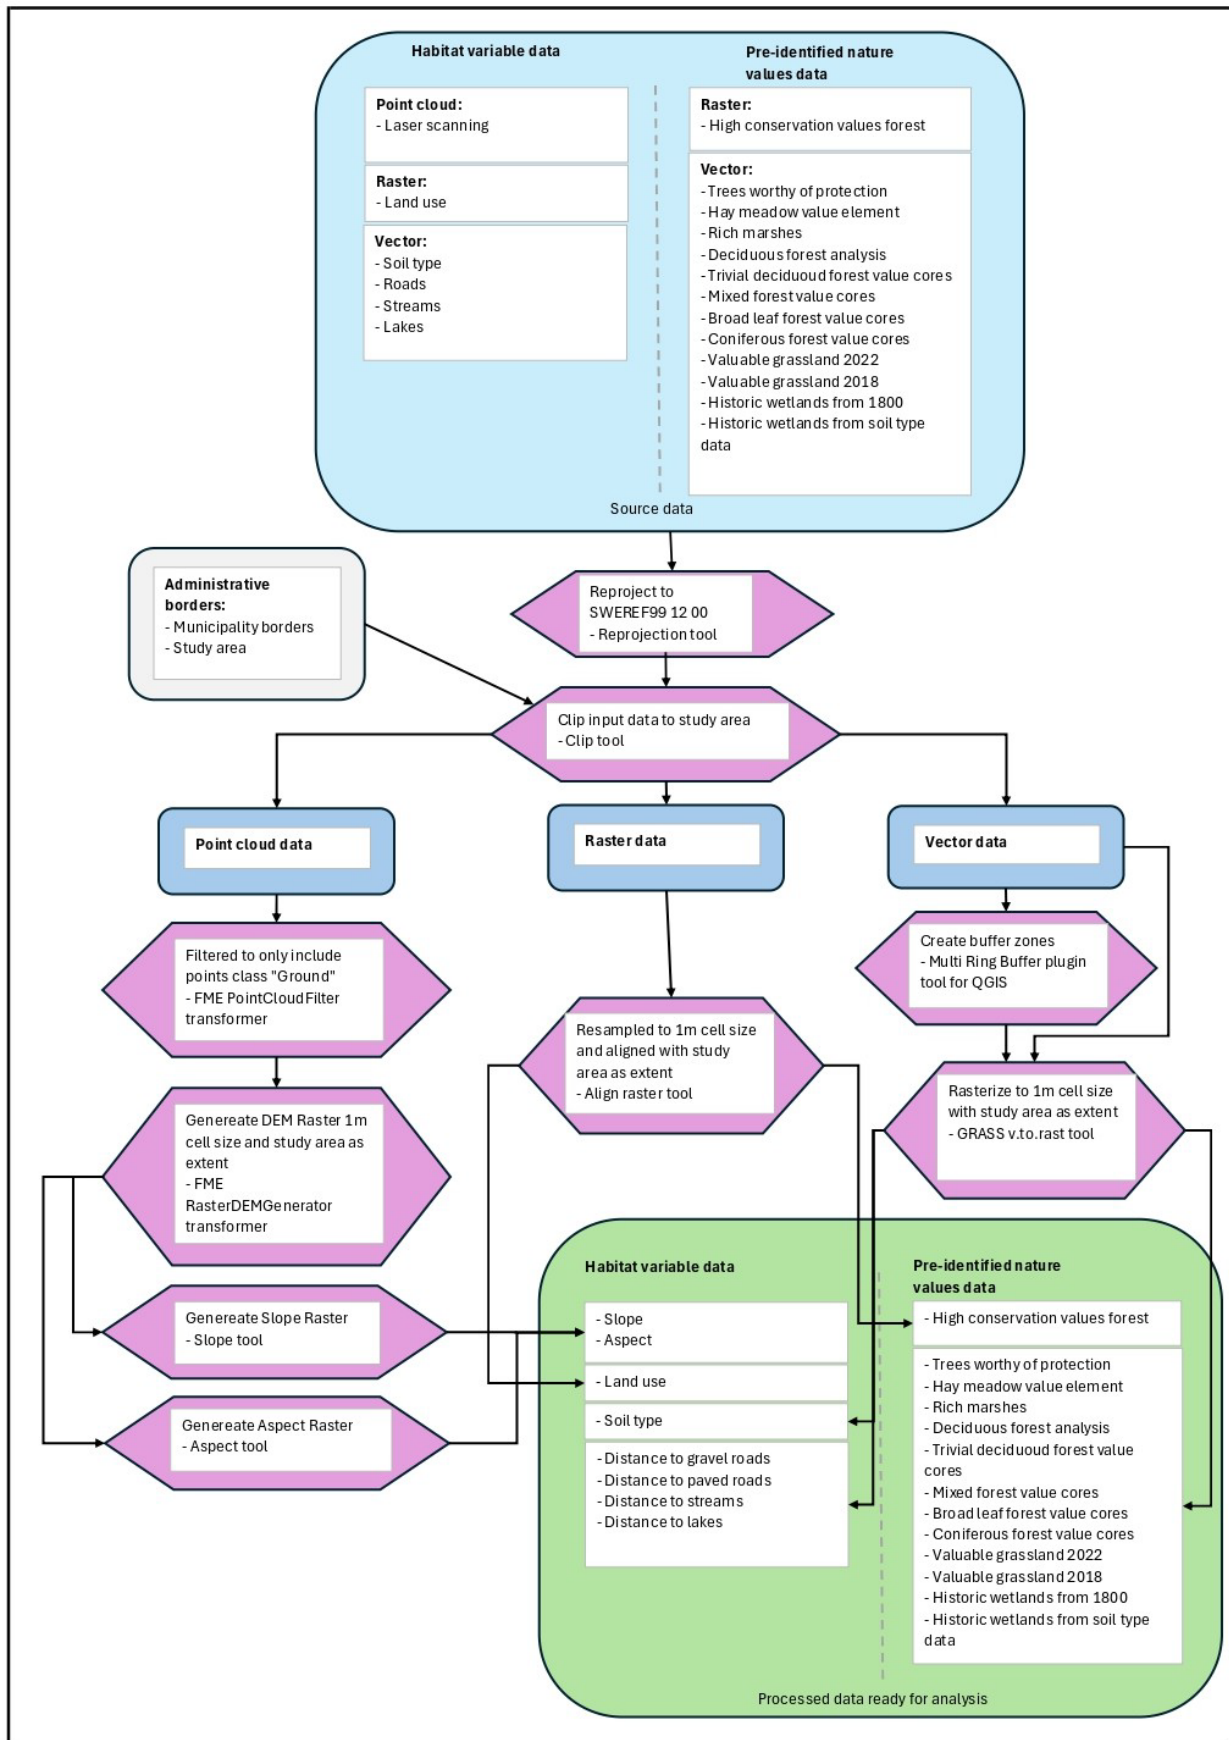 Habitat variable data
Pre-identified nature
values data
Point cloud:
- Laser scanning
Raster:
- Land use
Vector:
- Soil type
- Roads
- Streams
- Lakes
Raster:
- High conservation values forest
Vector:
- Trees worthy of protection
- Hay meadow value element
- Rich marshes
- Deciduous forest analysis
- Trivial deciduoud forest value cores
- Mixed forest value cores
- Broad leaf forest value cores
- Coniferous forest value cores
- Valuable grassland 2022
- Valuable grassland 2018
- Historic wetlands from 1800
- Historic wetlands from soil type
data
Source data
Administrative
borders:
- Municipality borders
- Study area
Reproject to
SWEREF99 12 00
- Reprojection tool
Clip input data to study area
- Clip tool
Point cloud data
Raster data
Vector data
Filtered to only include
points class "Ground"
- FME PointCloudFilter
transformer
Create buffer zones
- Multi Ring Buffer plugin
tool for QGIS
Resampled to 1m cell size
and aligned with study
area as extent
- Align raster tool
Rasterize to 1m cell size
with study area as extent
- GRASS v.to.rast tool
Genereate DEM Raster 1m
cell size and study area as
extent
- FME
RasterDEMGenerator
transformer
Genereate Slope Raster
- Slope tool
Genereate Aspect Raster
- Aspect tool
Habitat variable data
Pre-identified nature
values data
- Slope
- Aspect
- Land use
- Soil type
- Distance to gravel roads
- Distance to paved roads
- Distance to streams
- Distance to lakes
- High conservation values forest
- Trees worthy of protection
- Hay meadow value element
- Rich marshes
- Deciduous forest analysis
- Trivial deciduoud forest value
cores
- Mixed forest value cores
- Broad leaf forest value cores
- Coniferous forest value cores
- Valuable grassland 2022
- Valuable grassland 2018
- Historic wetlands from 1800
- Historic wetlands from soil type
data
Processed data ready for analysis